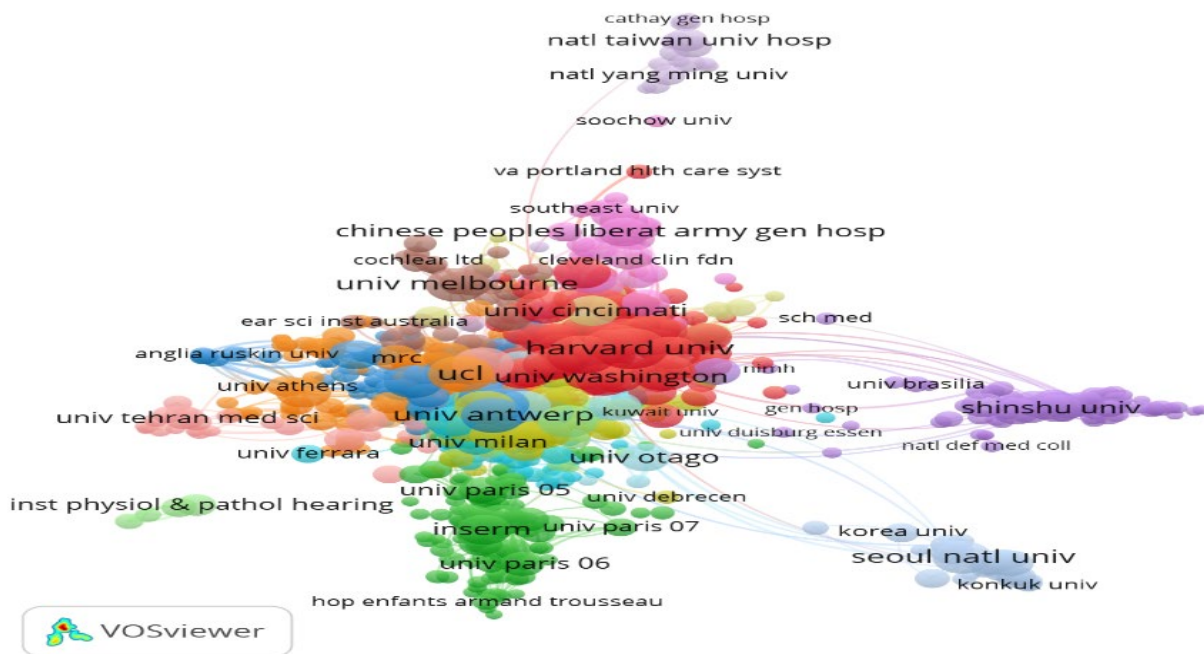 cathay gen hosp
natl taiwan univ hosp
natl yang ming univ
soochow univ
va portland hlth care syst
southeast univ
chinese peoples liberat army gen hosp
cochlear ltd
cleveland clin fdn
univ melbourne
univ cincinnati
ear sci inst australia
sch med
anglia ruskin univ
mrc
harvard univ
ucl
univ washington
nimh
univ athens
univ brasilia
univ tehran med sci
univ antwerp
kuwait univ
gen hosp
shinshu univ
univ milan
univ duisburg essen
natl def med coll
univ ferrara
univ otago
univ paris 05
univ debrecen
inst physiol & pathol hearing
inserm
univ paris 07
korea univ
univ paris 06
seoul natl univ
konkuk univ
hop enfants armand trousseau
VOSviewer